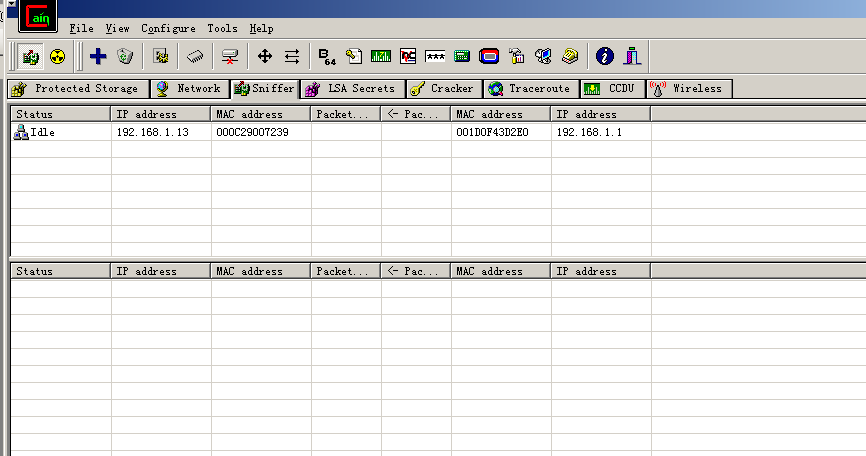 Cain
File View Configure Tools Help
B 64 ***
Protected Storage Network Sniffer LSA Secrets Cracker Traceroute CCDU Wireless
Status IP address MAC address Packet... <- Pac... MAC address IP address
Idle 192.168.1.13 000C29007239 001D0F43D2E0 192.168.1.1
Status IP address MAC address Packet... <- Pac... MAC address IP address